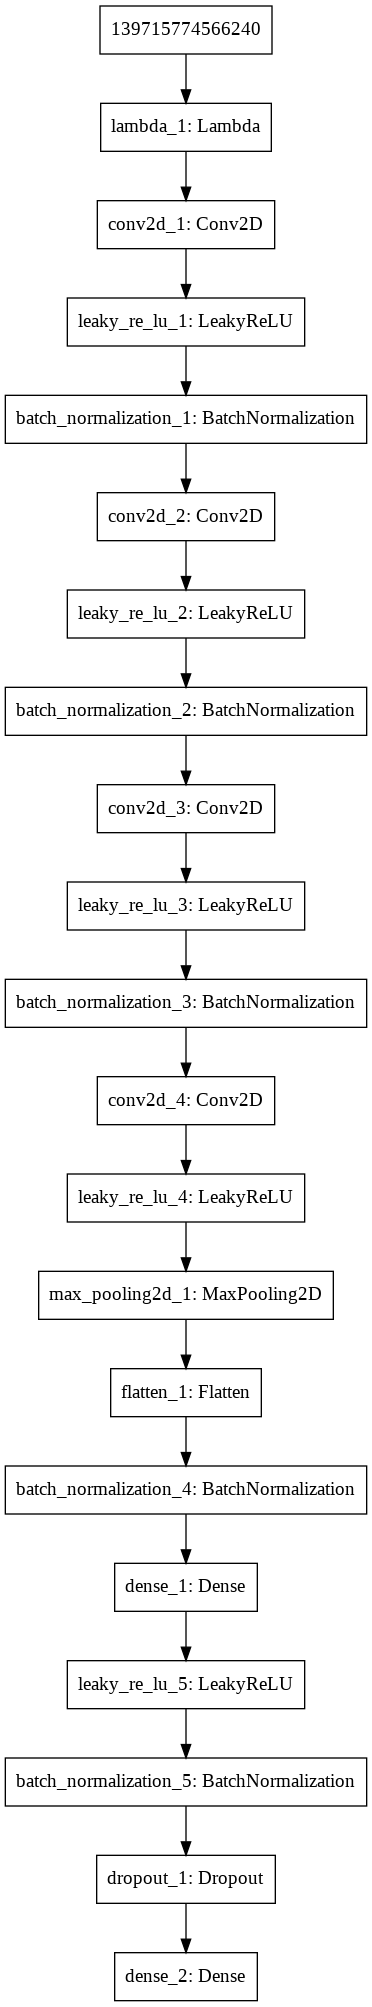 139715774566240
lambda_1: Lambda
conv2d_1: Conv2D
leaky_re_lu_1: LeakyReLU
batch_normalization_1: BatchNormalization
conv2d_2: Conv2D
leaky_re_lu_2: LeakyReLU
batch_normalization_2: BatchNormalization
conv2d_3: Conv2D
leaky_re_lu_3: LeakyReLU
batch_normalization_3: BatchNormalization
conv2d_4: Conv2D
leaky_re_lu_4: LeakyReLU
max_pooling2d_1: MaxPooling2D
flatten_1: Flatten
batch_normalization_4: BatchNormalization
dense_1: Dense
leaky_re_lu_5: LeakyReLU
batch_normalization_5: BatchNormalization
dropout_1: Dropout
dense_2: Dense